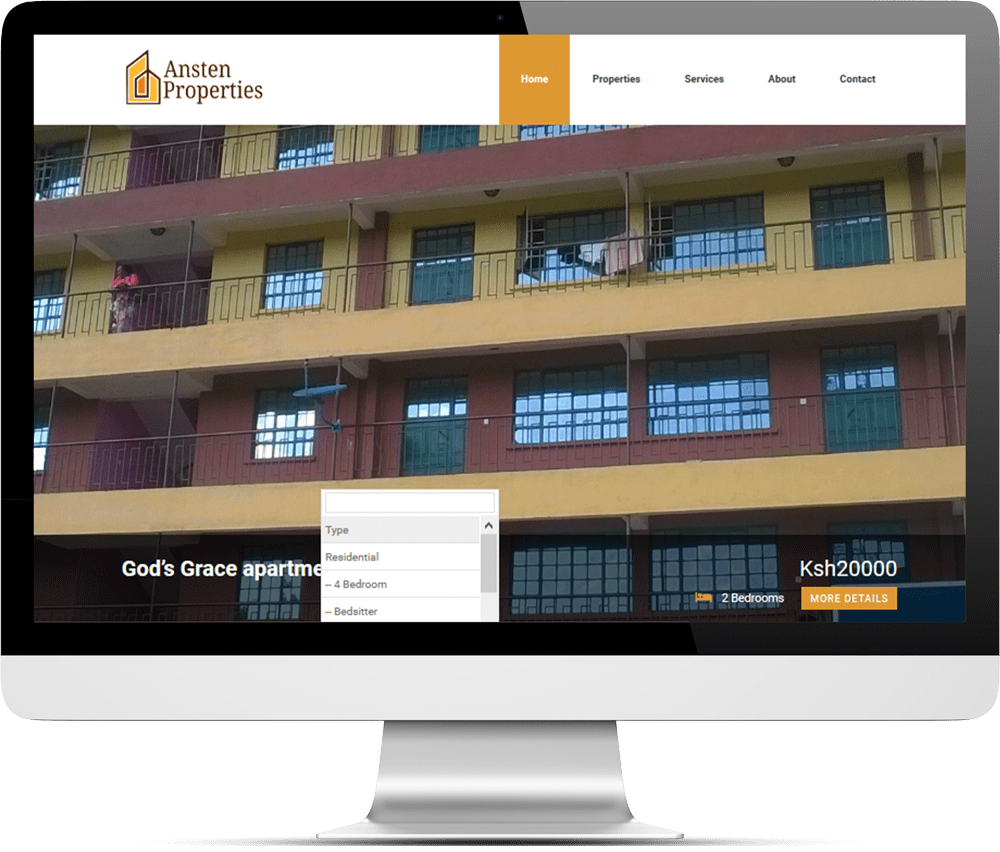 Ansten
Properties
Home
Properties
Services
About
Contact
Type
Residential
-- 4 Bedroom
-- Bedsitter
God's Grace apartme
Ksh20000
2 Bedrooms
MORE DETAILS